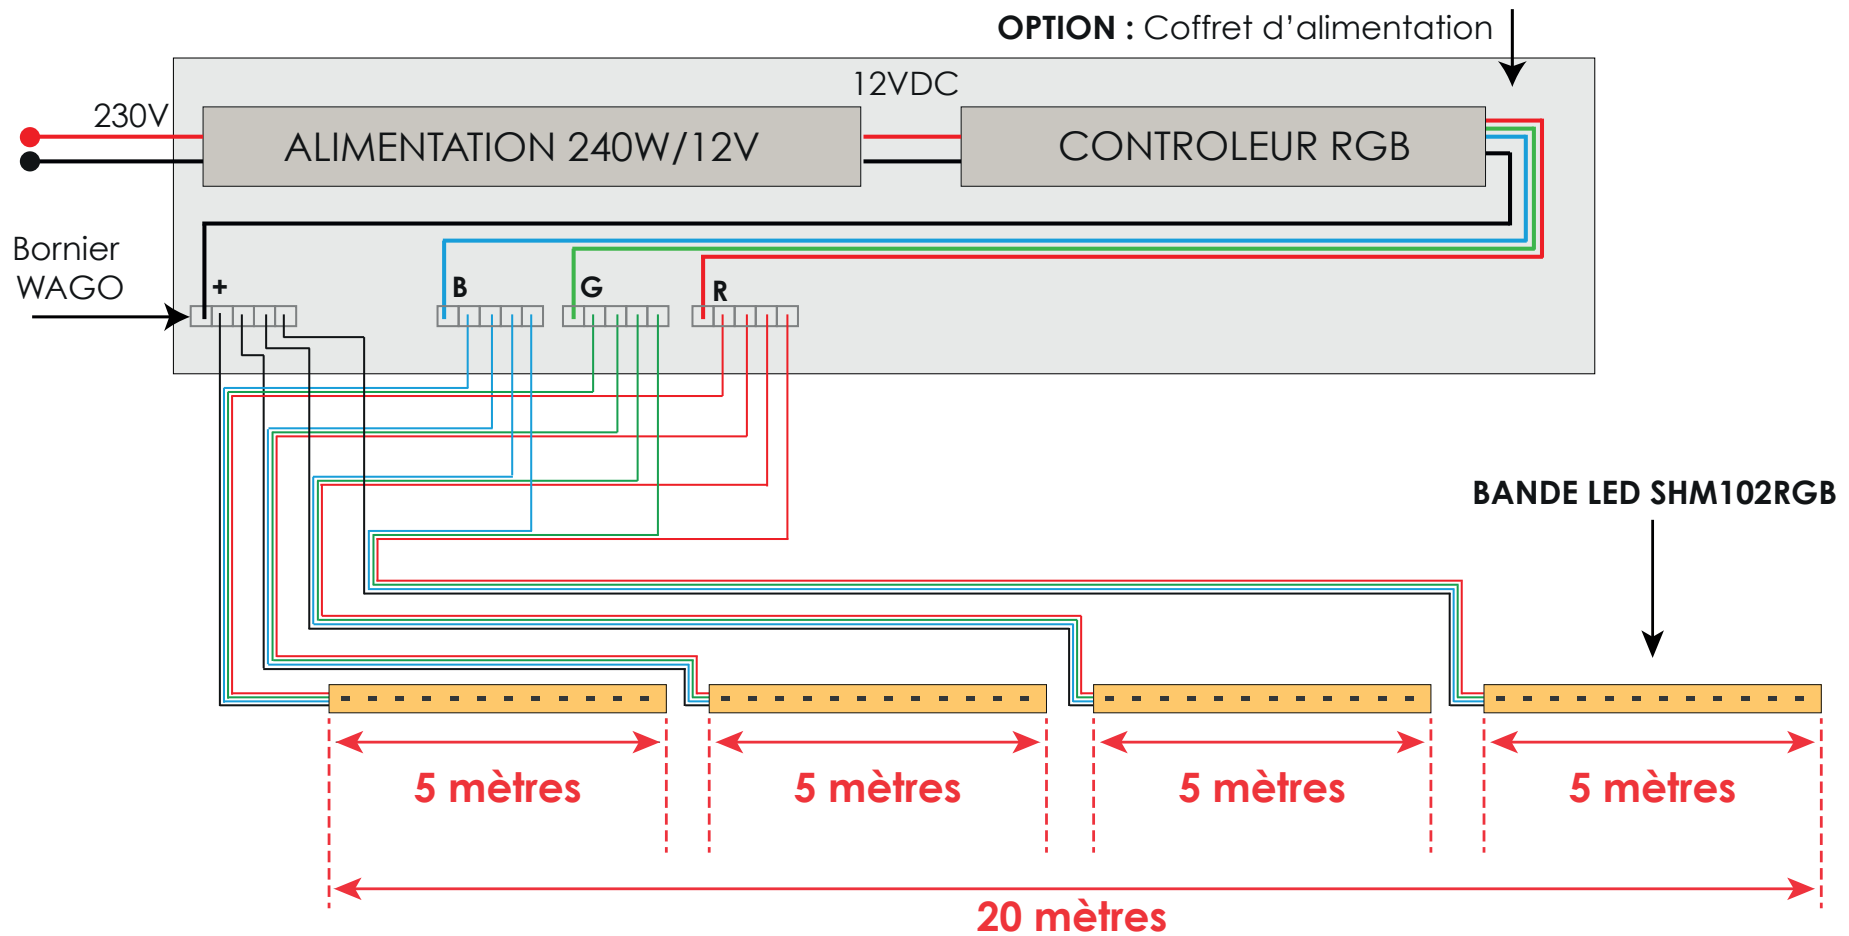 OPTION : Coffret d’alimentation
12VDC
230V
ALIMENTATION 240W/12V
CONTROLEUR RGB
Bornier
WAGO
+
B
G
R
BANDE LED SHM102RGB
5 mètres
5 mètres
5 mètres
5 mètres
20 mètres